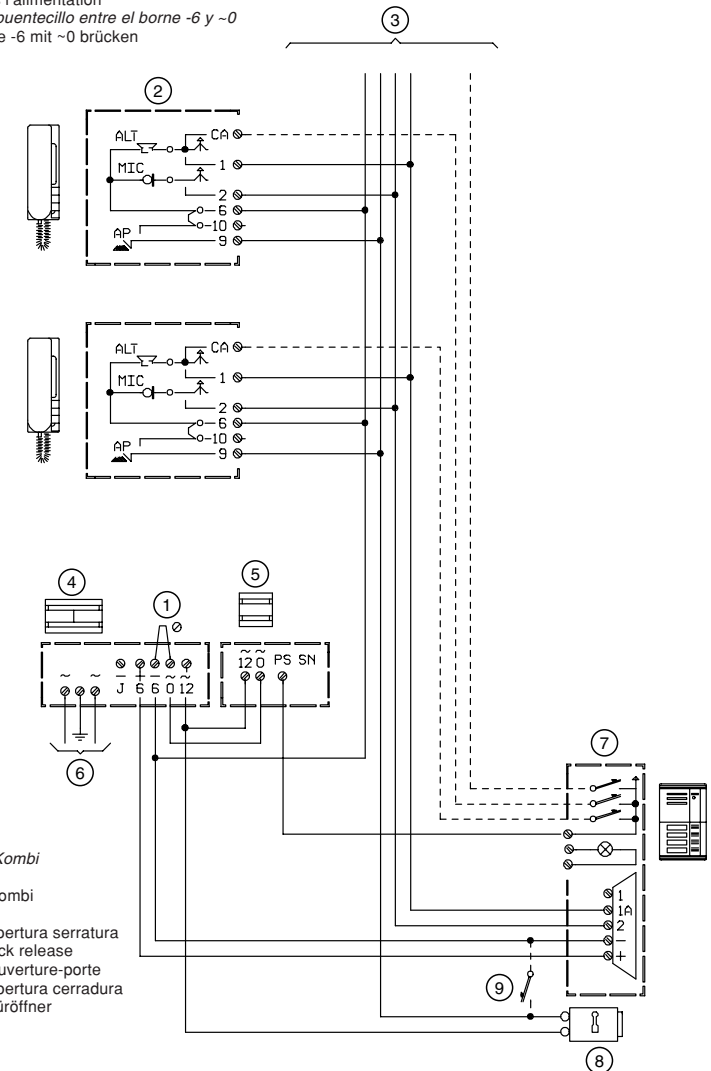 l'alimentation
puentecillo entre el borne -6 y ~0
e -6 mit ~0 brücken
3
2
ALT
CA
1
MIC
2
6
10
AP
9
ALT
CA
1
MIC
2
6
10
AP
9
4
5
1
~ ~
12 0 PS SN
~ ~
– + – ~ ~
J 6 6 0 12
6
7
Kombi
ombi
pertura serratura
ck release
uverture-porte
pertura cerradura
üröffner
1
1A
2
–
+
9
8